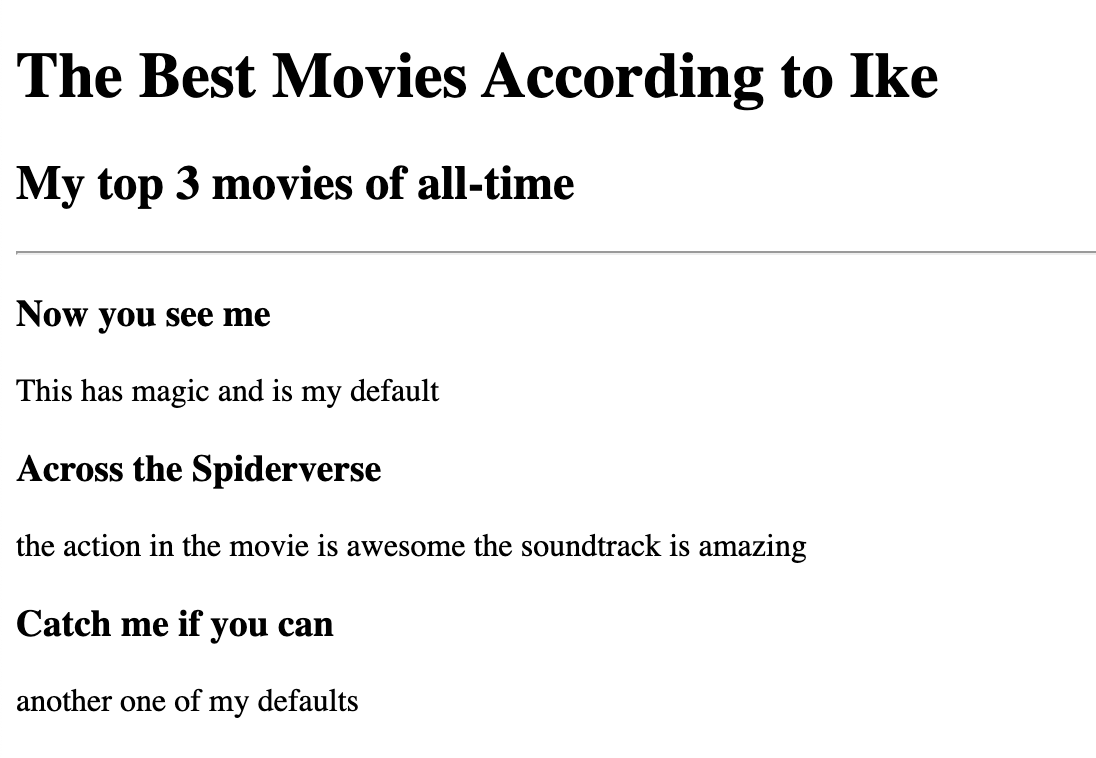 The Best Movies According to Ike
My top 3 movies of all-time
Now you see me
This has magic and is my default
Across the Spiderverse
the action in the movie is awesome the soundtrack is amazing
Catch me if you can
another one of my defaults